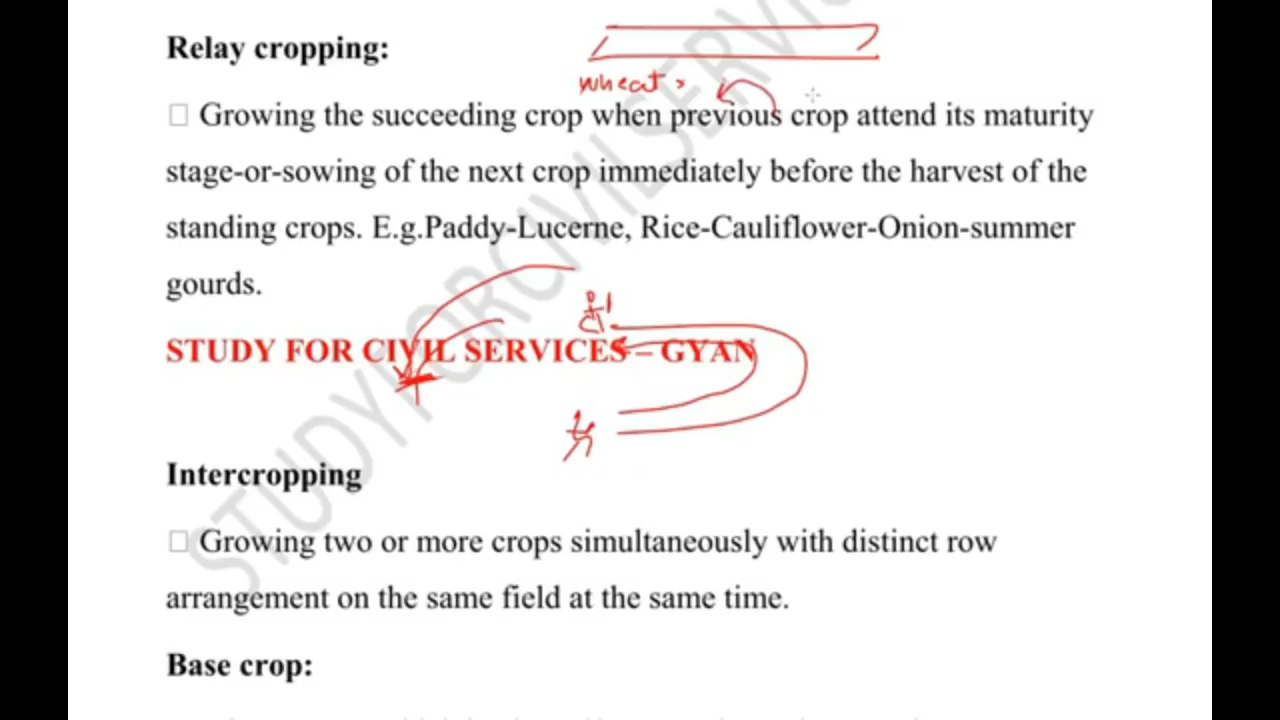 Relay cropping:
wheat
□ Growing the succeeding crop when previous crop attend its maturity
stage-or-sowing of the next crop immediately before the harvest of the
standing crops. E.g.Paddy-Lucerne, Rice-Cauliflower-Onion-summer
gourds.
STUDY FOR CIVIL SERVICES – GYAN
Intercropping
□ Growing two or more crops simultaneously with distinct row
arrangement on the same field at the same time.
Base crop:
STUDYFORCIVILSERVIC